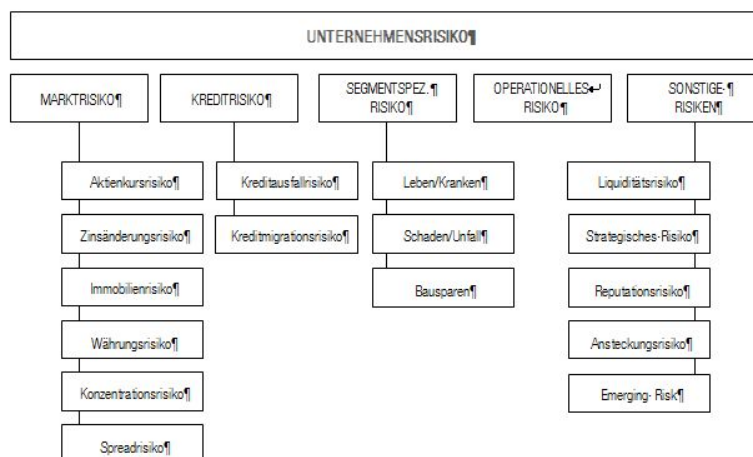 UNTERNEHMENSRISIKO¶
MARKTRISIKO¶
KREDITRISIKO¶
SEGMENTSPEZ.¶
RISIKO¶
OPERATIONELLES↵
RISIKO¶
SONSTIGE·¶
RISIKEN¶
Aktienkursrisiko¶
Zinsänderungsrisiko¶
Immobilienrisiko¶
Währungsrisiko¶
Konzentrationsrisiko¶
Spreadrisiko¶
Kreditausfallrisiko¶
Kreditmigrationsrisiko¶
Leben/Kranken¶
Schaden/Unfall¶
Bausparen¶
Liquiditätsrisiko¶
Strategisches·Risiko¶
Reputationsrisiko¶
Ansteckungsrisiko¶
Emerging·Risk¶